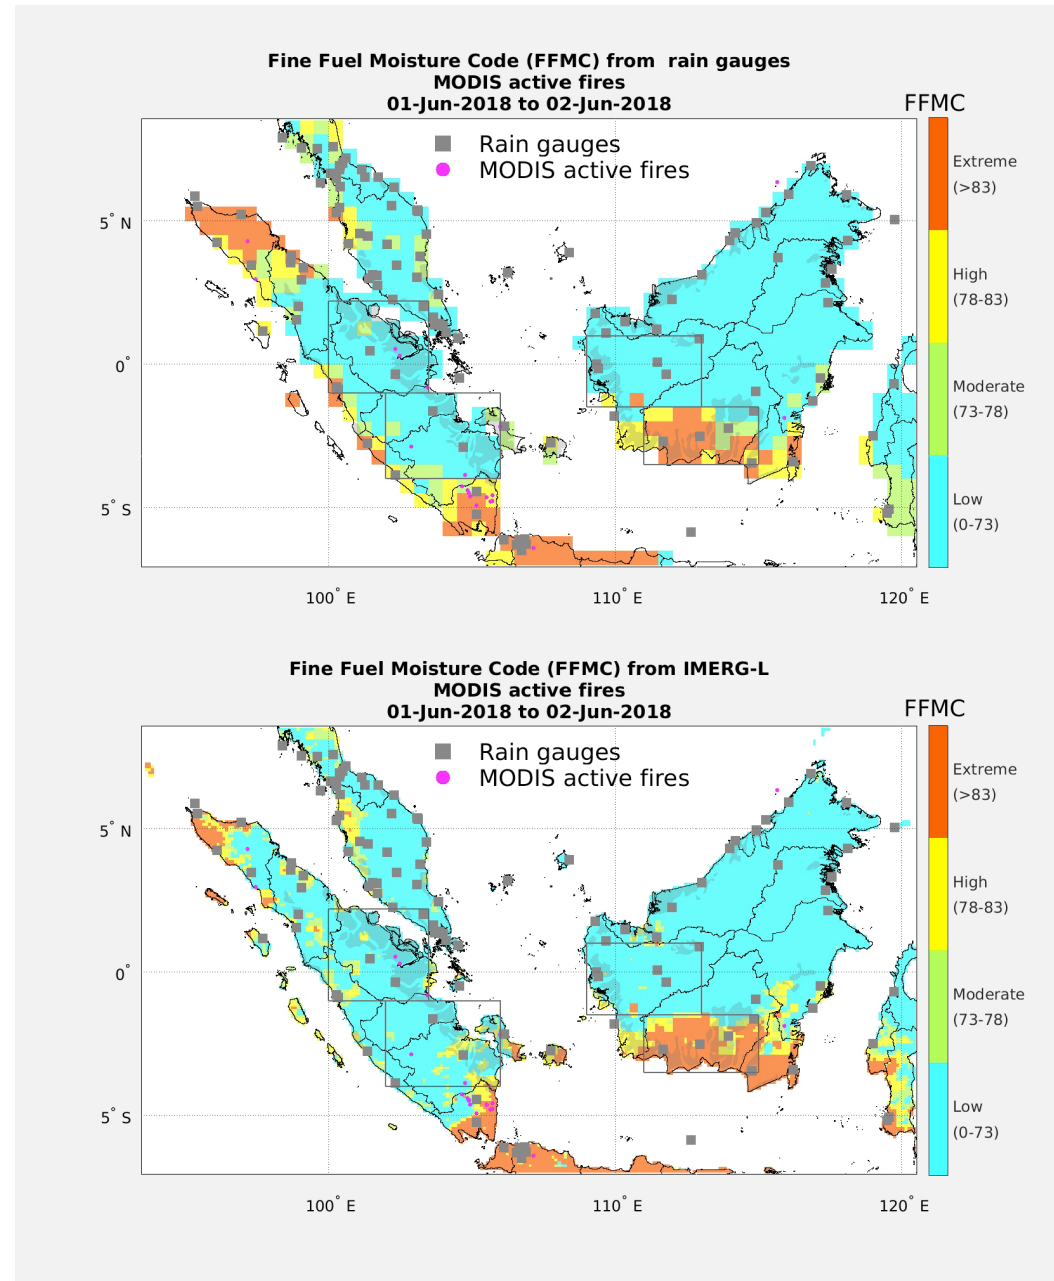 Fine Fuel Moisture Code (FFMC) from  rain gauges
MODIS active fires
01-Jun-2018 to 02-Jun-2018
FFMC
Rain gauges
MODIS active fires
Extreme
(>83)
High
(78-83)
Moderate
(73-78)
Low
(0-73)
5° N
0°
5° S
100° E
110° E
120° E
Fine Fuel Moisture Code (FFMC) from IMERG-L
MODIS active fires
01-Jun-2018 to 02-Jun-2018
FFMC
Rain gauges
MODIS active fires
Extreme
(>83)
High
(78-83)
Moderate
(73-78)
Low
(0-73)
5° N
0°
5° S
100° E
110° E
120° E